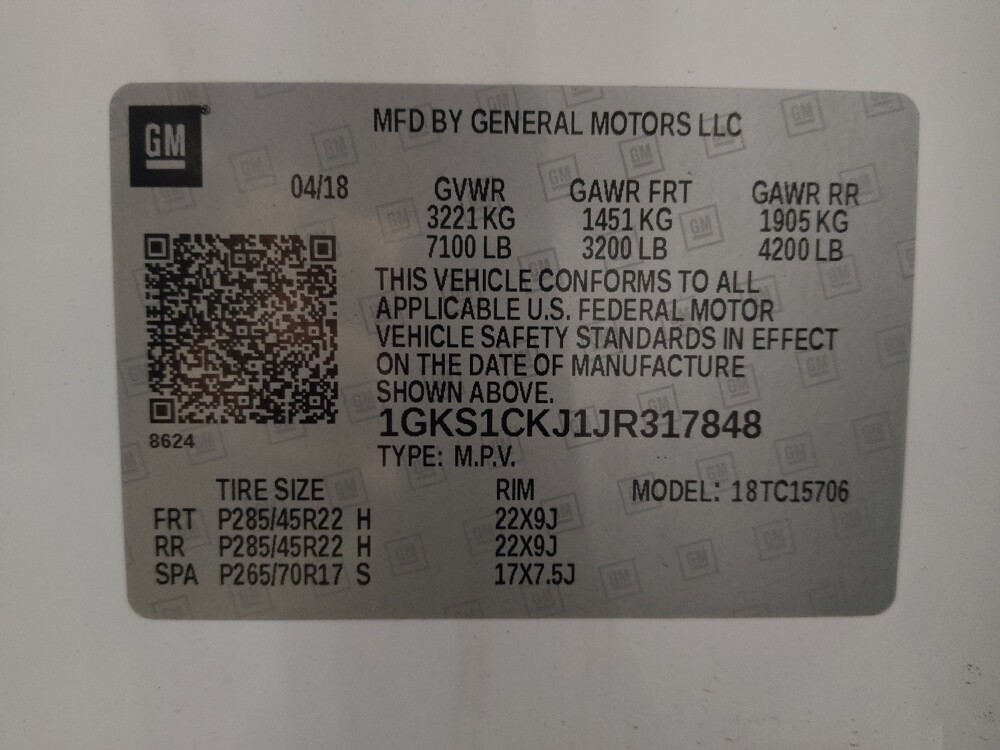 GM
MFD BY GENERAL MOTORS LLC
04/18 GVWR GAWR FRT GAWR RR
3221 KG 1451 KG 1905 KG
7100 LB 3200 LB 4200 LB
THIS VEHICLE CONFORMS TO ALL
APPLICABLE U.S. FEDERAL MOTOR
VEHICLE SAFETY STANDARDS IN EFFECT
ON THE DATE OF MANUFACTURE
SHOWN ABOVE.
1GKS1CKJ1JR317848
8624
TYPE: M.P.V.
TIRE SIZE RIM MODEL: 18TC15706
FRT P285/45R22 H 22X9J
RR P285/45R22 H 22X9J
SPA P265/70R17 S 17X7.5J